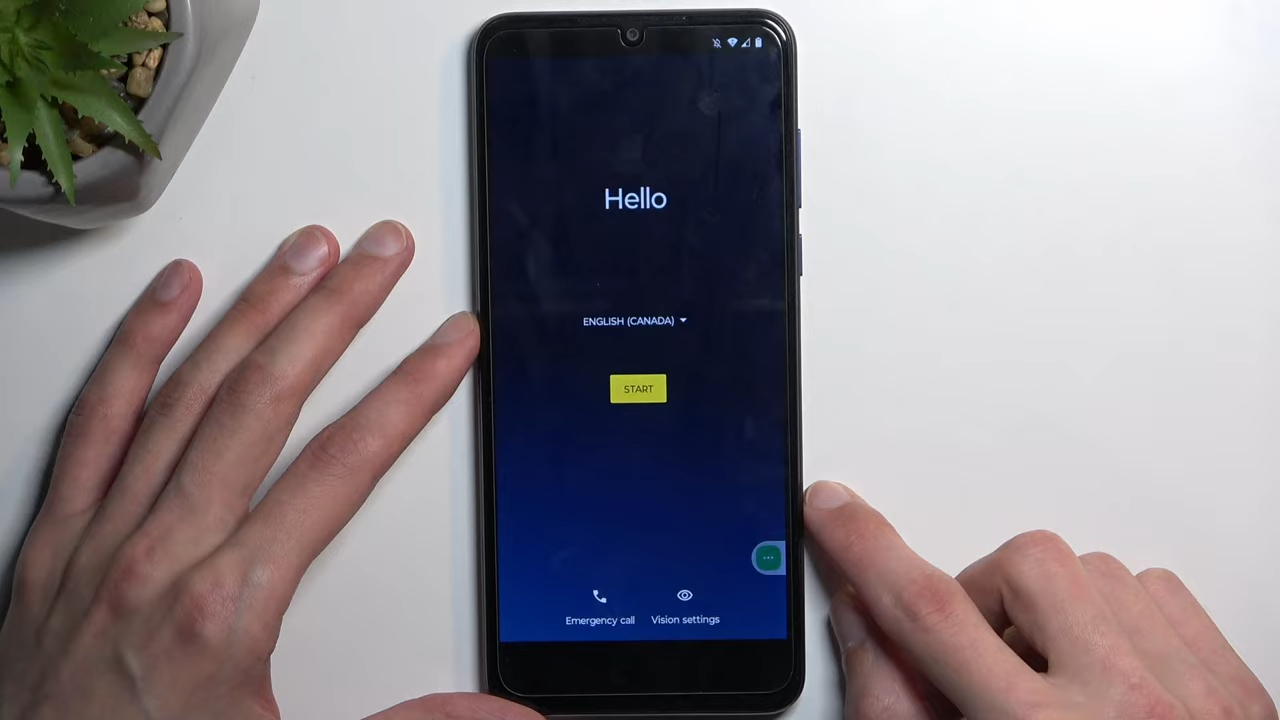 Hello
ENGLISH (CANADA)
START
Emergency call
Vision settings